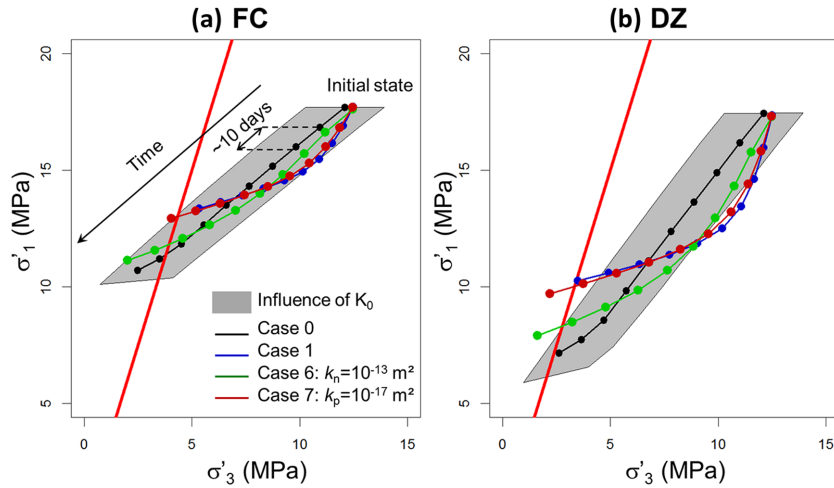 (a) FC
(b) DZ
20
15
10
5
σ'₁ (MPa)
0
5
10
15
σ'₃ (MPa)
Initial state
~10 days
Time
Influence of K₀
Case 0
Case 1
Case 6: kₙ=10⁻¹³ m²
Case 7: kₚ=10⁻¹⁷ m²
20
15
10
5
σ'₁ (MPa)
0
5
10
15
σ'₃ (MPa)